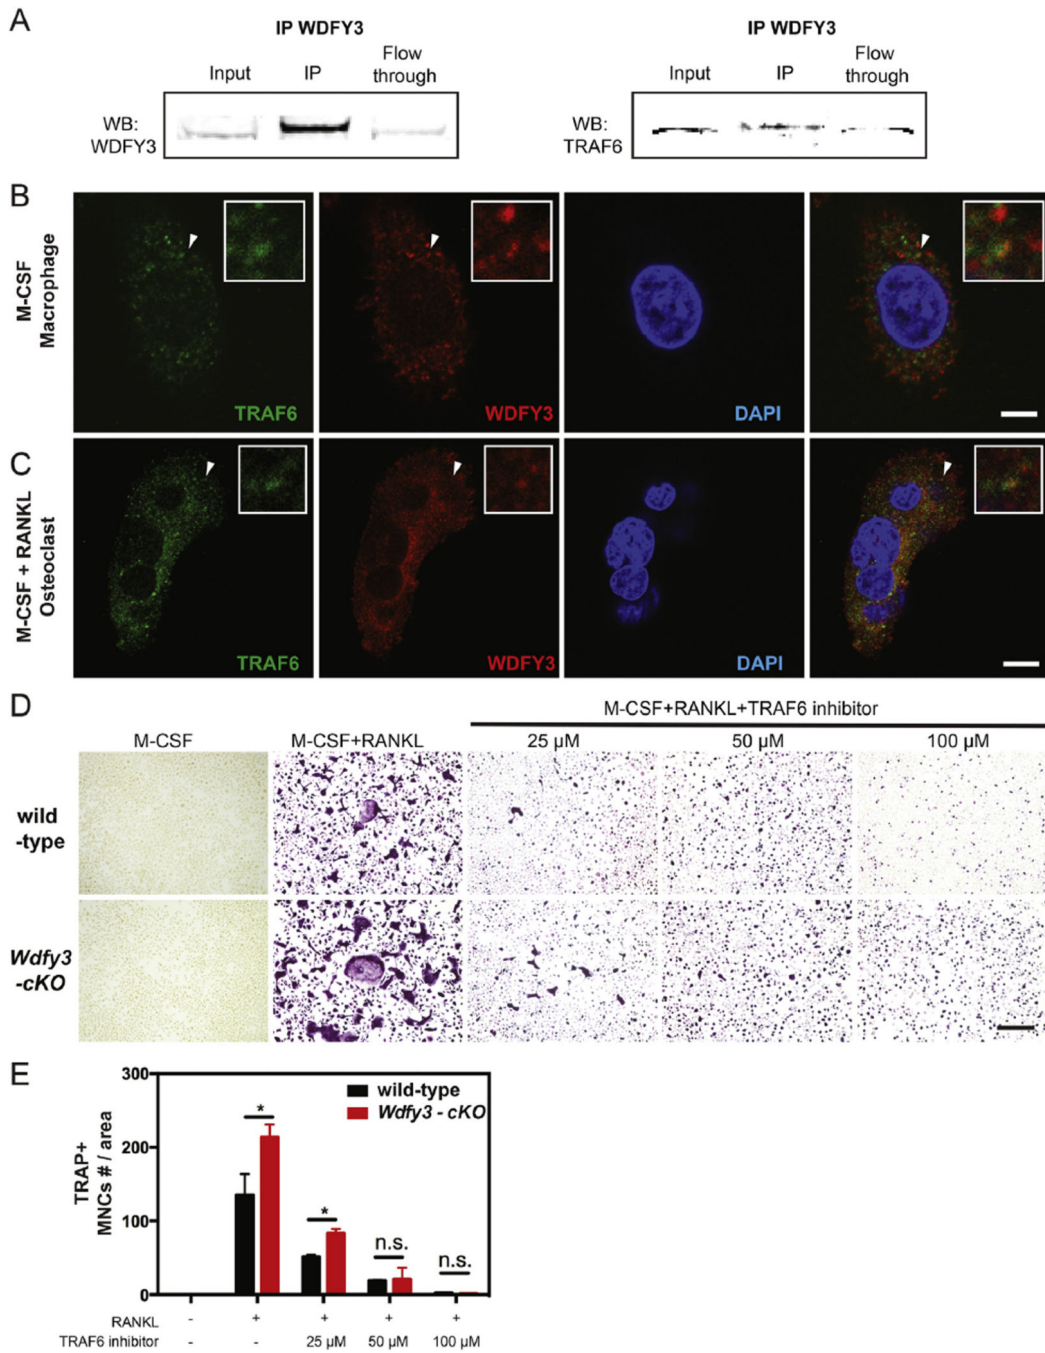 A
IP WDFY3
Input IP Flow through
WB: WDFY3
IP WDFY3
Input IP Flow through
WB: TRAF6
B
M-CSF
Macrophage
TRAF6
WDFY3
DAPI
C
M-CSF + RANKL
Osteoclast
TRAF6
WDFY3
DAPI
D
M-CSF+RANKL+TRAF6 inhibitor
M-CSF
M-CSF+RANKL
25 µM
50 µM
100 µM
wild
-type
Wdfy3
-cKO
E
300
200
100
0
TRAP+
MNCs # / area
wild-type
Wdfy3 - cKO
*
*
n.s.
n.s.
RANKL - + + + +
TRAF6 inhibitor - - 25 µM 50 µM 100 µM